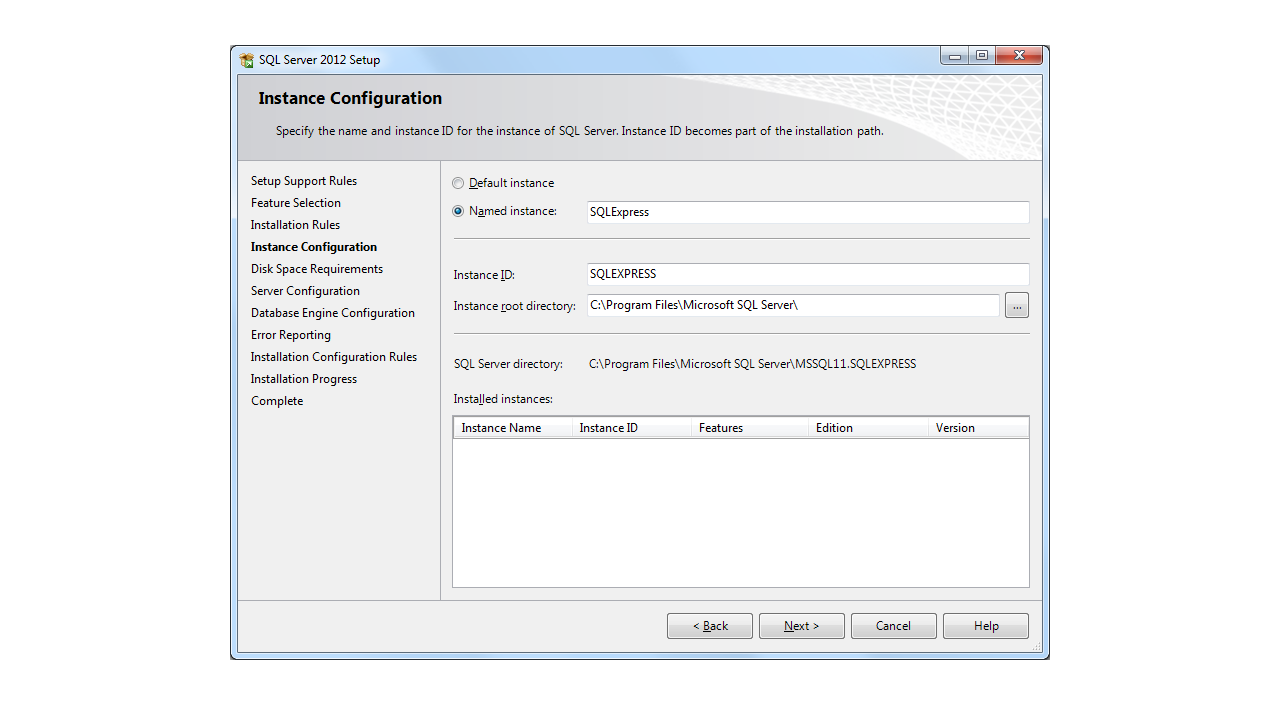 SQL Server 2012 Setup
Instance Configuration
Specify the name and instance ID for the instance of SQL Server. Instance ID becomes part of the installation path.
Setup Support Rules
Feature Selection
Installation Rules
Instance Configuration
Disk Space Requirements
Server Configuration
Database Engine Configuration
Error Reporting
Installation Configuration Rules
Installation Progress
Complete
Default instance
Named instance: SQLExpress
Instance ID: SQLEXPRESS
Instance root directory: C:\Program Files\Microsoft SQL Server\ ...
SQL Server directory: C:\Program Files\Microsoft SQL Server\MSSQL11.SQLEXPRESS
Installed instances:
Instance Name Instance ID Features Edition Version
< Back Next > Cancel Help